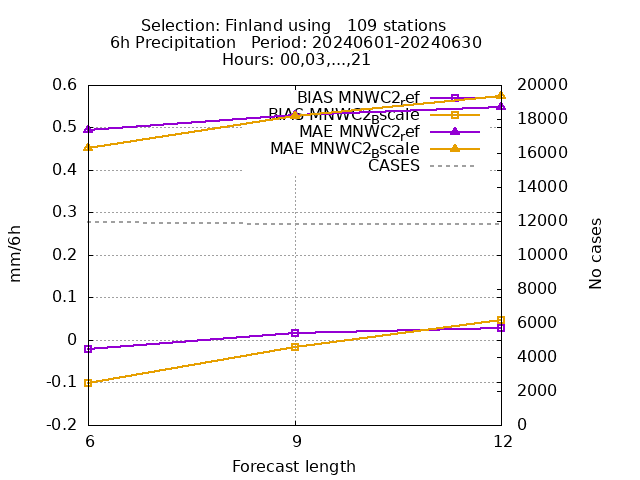 Selection: Finland using   109 stations
6h Precipitation   Period: 20240601-20240630
Hours: 00,03,...,21
BIAS MNWC2_ref
BIAS MNWC2_Bscale
MAE MNWC2_ref
MAE MNWC2_Bscale
CASES
0.6
0.5
0.4
0.3
0.2
0.1
0
-0.1
-0.2
mm/6h
20000
18000
16000
14000
12000
10000
8000
6000
4000
2000
0
No cases
6 9 12
Forecast length